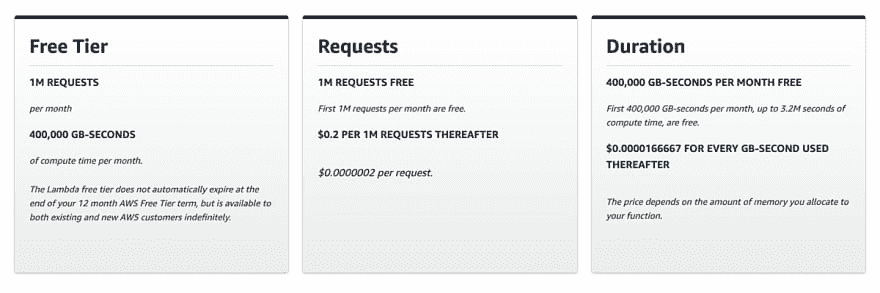 Free Tier
1M REQUESTS
per month
400,000 GB-SECONDS
of compute time per month.
The Lambda free tier does not automatically expire at the
end of your 12 month AWS Free Tier term, but is available to
both existing and new AWS customers indefinitely.
Requests
1M REQUESTS FREE
First 1M requests per month are free.
$0.2 PER 1M REQUESTS THEREAFTER
$0.0000002 per request.
Duration
400,000 GB-SECONDS PER MONTH FREE
First 400,000 GB-seconds per month, up to 3.2M seconds of
compute time, are free.
$0.0000166667 FOR EVERY GB-SECOND USED
THEREAFTER
The price depends on the amount of memory you allocate to
your function.